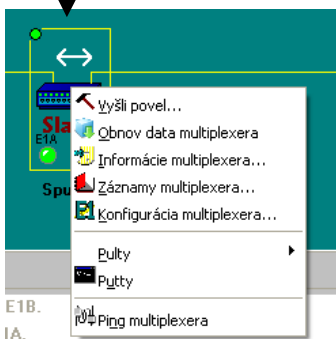 Sla
E1A
Spu
Vyšli povel...
Obnov data multiplexera
Informácie multiplexera...
Záznamy multiplexera...
Konfigurácia multiplexera...
Pulty
Putty
Ping multiplexera
E1B.
IA.